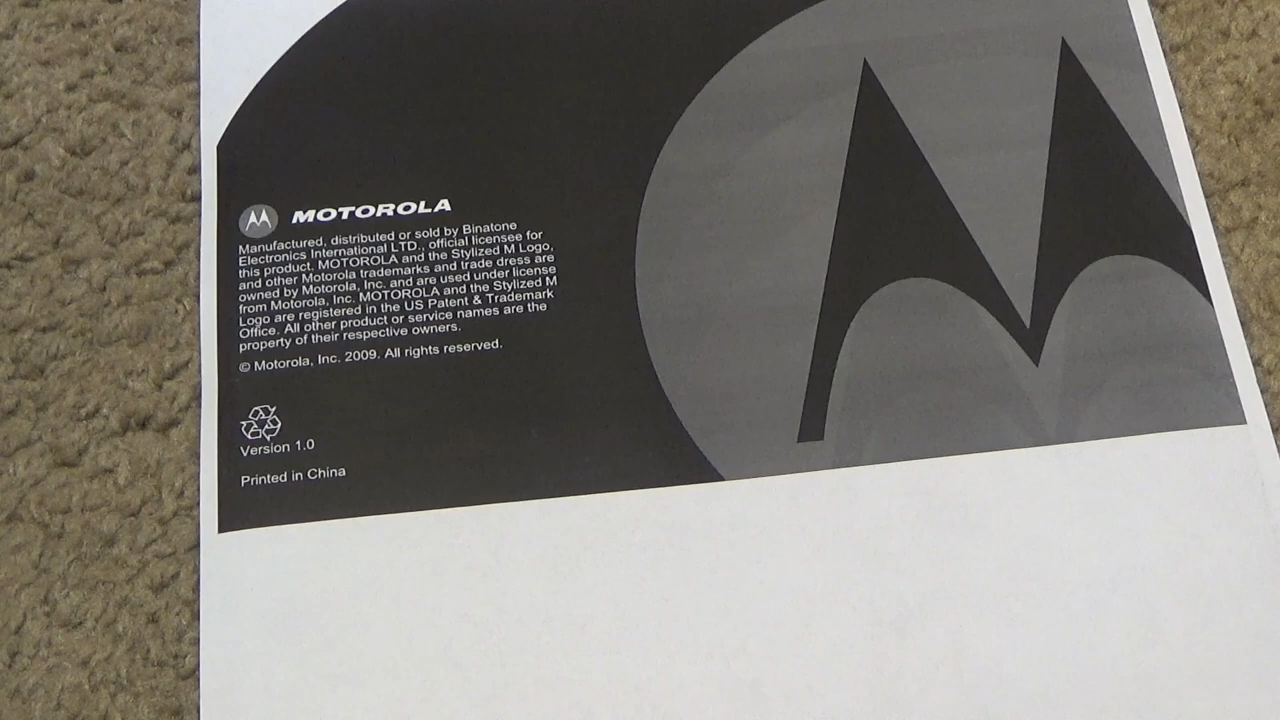 MOTOROLA
Manufactured, distributed or sold by Binatone
Electronics International LTD., official licensee for
this product. MOTOROLA and the Stylized M Logo,
and other Motorola trademarks and trade dress are
owned by Motorola, Inc. and are used under license
from Motorola, Inc. MOTOROLA and the Stylized M
Logo are registered in the US Patent & Trademark
Office. All other product or service names are the
property of their respective owners.
© Motorola, Inc. 2009. All rights reserved.
Version 1.0
Printed in China